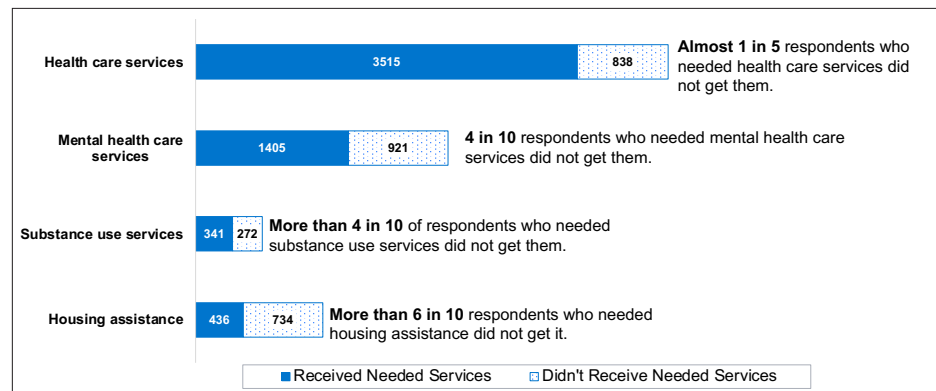 Health care services
3515
838
Almost 1 in 5 respondents who
needed health care services did
not get them.
Mental health care
services
1405
921
4 in 10 respondents who needed mental health care
services did not get them.
Substance use services
341
272
More than 4 in 10 of respondents who needed
substance use services did not get them.
Housing assistance
436
734
More than 6 in 10 respondents who needed
housing assistance did not get it.
Received Needed Services
Didn't Receive Needed Services